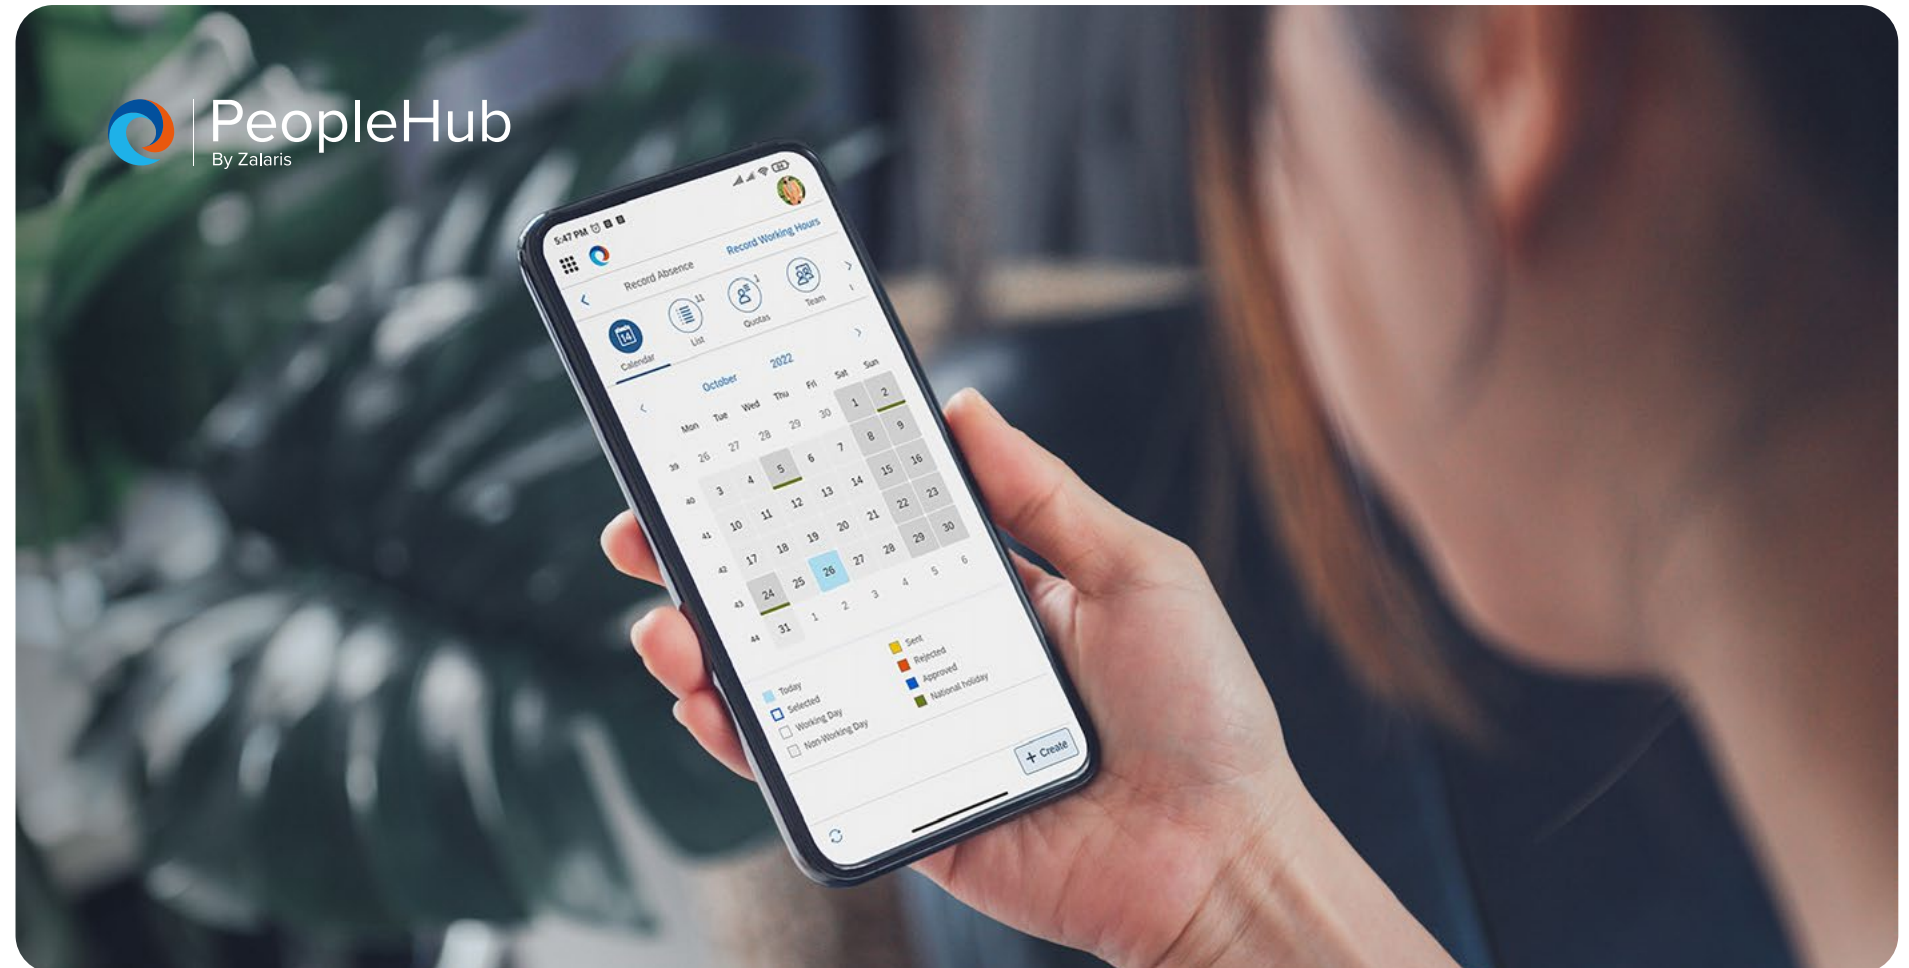 PeopleHub
By Zalaris
5:47 PM
Record Absence
Record Working Hours
14
11
1
Calendar
List
Quotas
Team
October
2022
Mon Tue Wed Thu Fri Sat Sun
39 26 27 28 29 30 1 2
40 3 4 5 6 7 8 9
41 10 11 12 13 14 15 16
42 17 18 19 20 21 22 23
43 24 25 26 27 28 29 30
44 31 1 2 3 4 5 6
Today
Selected
Working Day
Non-Working Day
Sent
Rejected
Approved
National holiday
+ Create